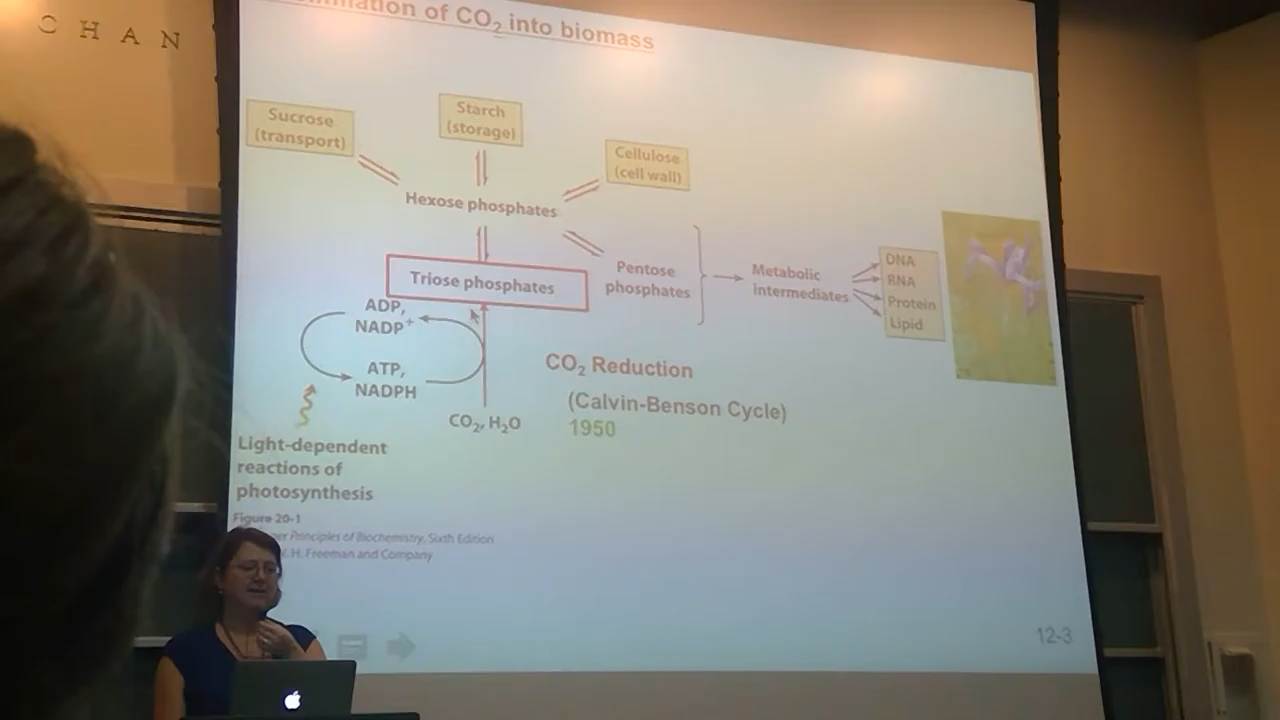 CHAN
of CO₂ into biomass
Sucrose
(transport)
Starch
(storage)
Cellulose
(cell wall)
Hexose phosphates
Triose phosphates
Pentose
phosphates
Metabolic
intermediates
DNA
RNA
Protein
Lipid
ADP,
NADP⁺
ATP,
NADPH
CO₂, H₂O
CO₂ Reduction
(Calvin-Benson Cycle)
1950
Light-dependent
reactions of
photosynthesis
Figure 20-1
Principles of Biochemistry, Sixth Edition
H. Freeman and Company
12-3